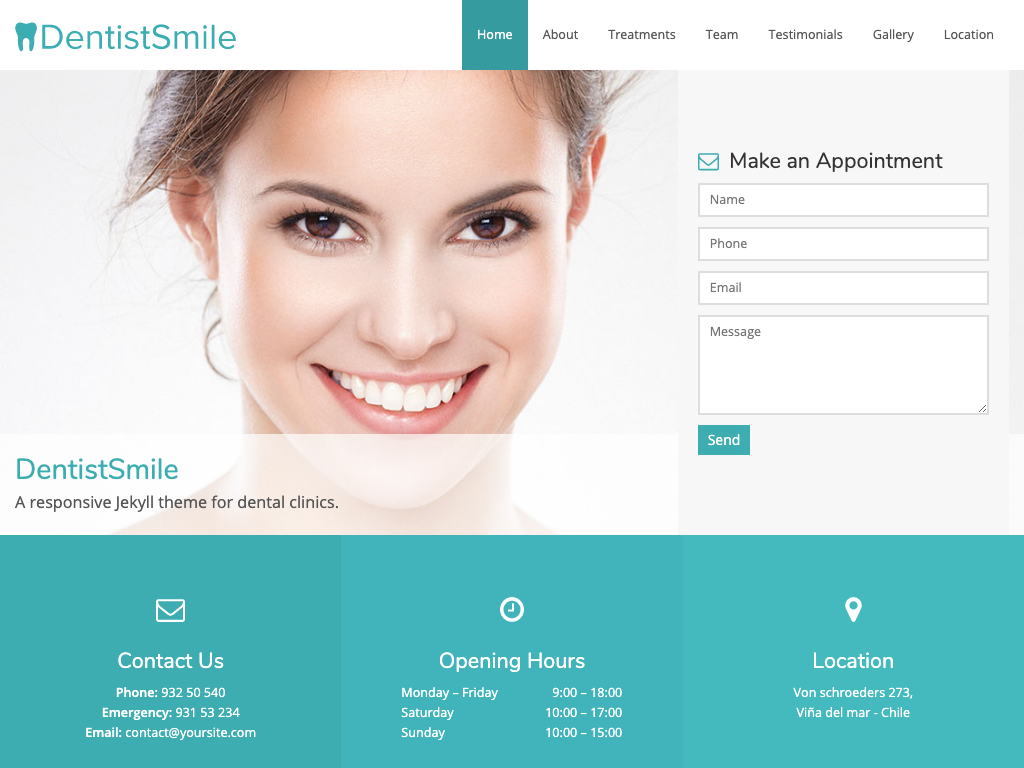 DentistSmile
Home
About
Treatments
Team
Testimonials
Gallery
Location
Make an Appointment
Name
Phone
Email
Message
Send
DentistSmile
A responsive Jekyll theme for dental clinics.
Contact Us
Phone: 932 50 540
Emergency: 931 53 234
Email: contact@yoursite.com
Opening Hours
Monday – Friday 9:00 – 18:00
Saturday 10:00 – 17:00
Sunday 10:00 – 15:00
Location
Von schroeders 273,
Viña del mar - Chile